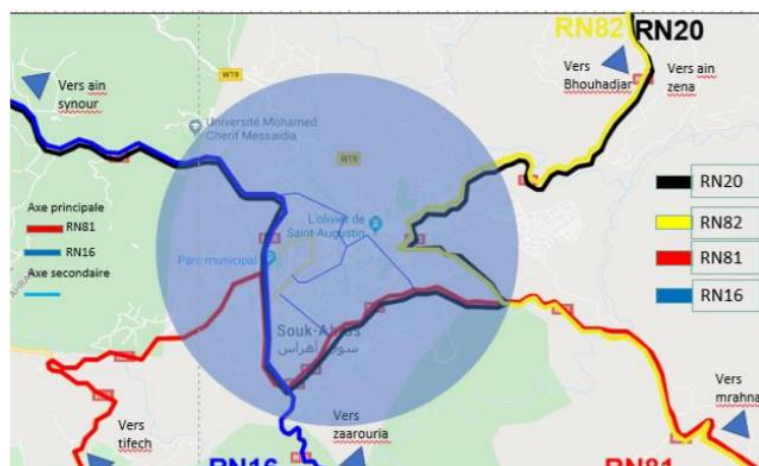 RN82 RN20
Vers
Bhouhadjar
Vers ain
zena
Vers ain
synour
W19
Université Mohamed
Cherif Messaidia
W19
RN20
Axe principale
RN81
RN16
Axe secondaire
L'olivier de
Saint-Augustin
Parc municipal
RN82
RN81
RN16
Souk-Ahras
سوق أهراس
Vers
mrahna
Vers
tifech
Vers
zaarouria
RN16
RN81